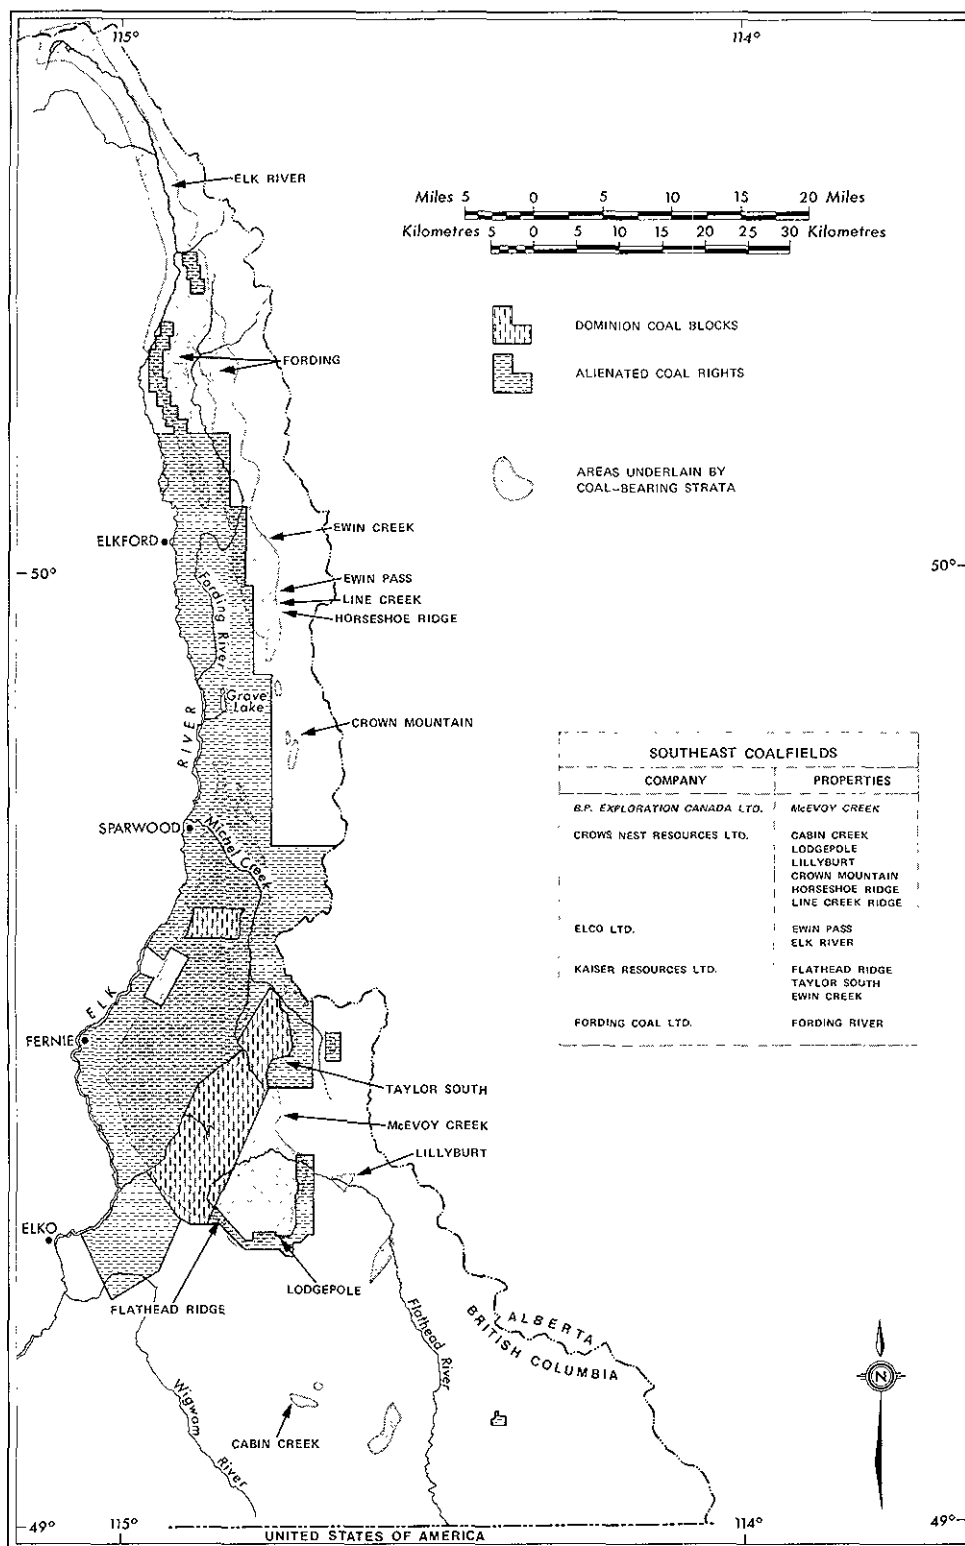 115°
114°
ELK RIVER
Miles 5 0 5 10 15 20 Miles
Kilometres 5 0 5 10 15 20 25 30 Kilometres
DOMINION COAL BLOCKS
FORDING
ALIENATED COAL RIGHTS
AREAS UNDERLAIN BY
COAL-BEARING STRATA
EWIN CREEK
ELKFORD
50°
50°
EWIN PASS
LINE CREEK
HORSESHOE RIDGE
Fording River
Grave
Lake
CROWN MOUNTAIN
RIVER
SOUTHEAST COALFIELDS
COMPANY PROPERTIES
B.P. EXPLORATION CANADA LTD. McEVOY CREEK
CROWS NEST RESOURCES LTD. CABIN CREEK
LODGEPOLE
LILLYBURT
CROWN MOUNTAIN
HORSESHOE RIDGE
LINE CREEK RIDGE
ELCO LTD. EWIN PASS
ELK RIVER
KAISER RESOURCES LTD. FLATHEAD RIDGE
TAYLOR SOUTH
EWIN CREEK
FORDING COAL LTD. FORDING RIVER
SPARWOOD
Michel Creek
ELK
FERNIE
TAYLOR SOUTH
McEVOY CREEK
LILLYBURT
ELKO
LODGEPOLE
FLATHEAD RIDGE
Flathead River
ALBERTA
BRITISH COLUMBIA
N
Wigwam
River
CABIN CREEK
49°
115°
114°
49°
UNITED STATES OF AMERICA